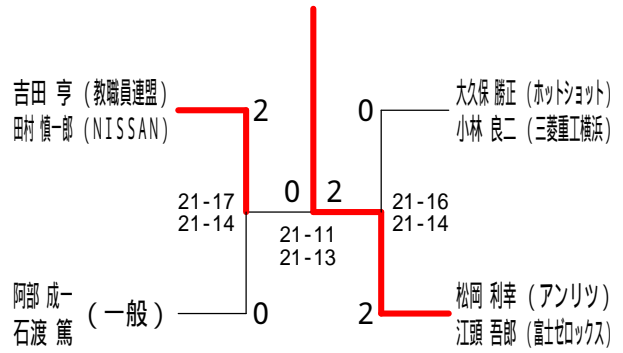 吉田 亨 (教職員連盟)
田村 慎一郎 (NISSAN)
2
0
大久保 勝正 (ホットショット)
小林 良二 (三菱重工横浜)
21-17
21-14
0 2
21-11
21-13
21-16
21-14
阿部 成一
石渡 篤
(一般)
0
2
松岡 利幸 (アンリツ)
江頭 吾郎 (富士ゼロックス)